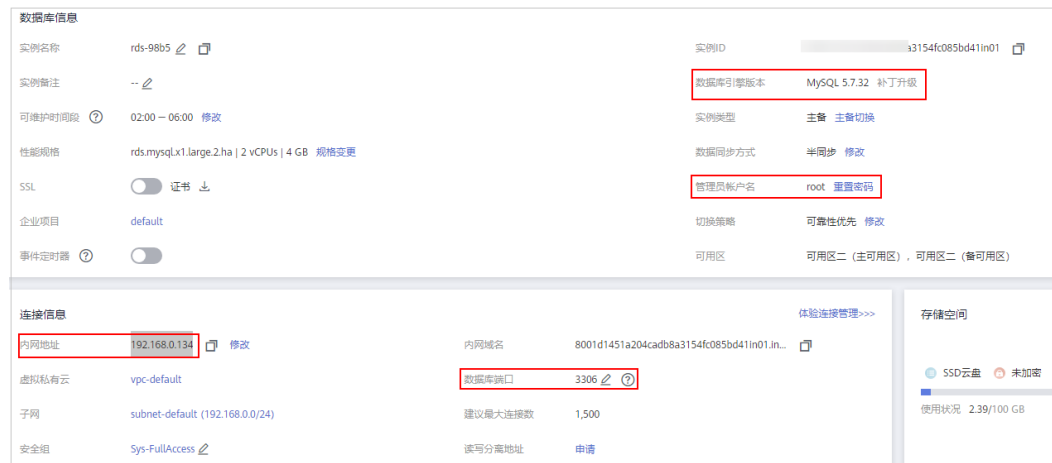 数据库信息
实例名称 rds-98b5 实例ID a3154fc085bd41in01
实例备注 -- 数据库引擎版本 MySQL 5.7.32 补丁升级
可维护时间段 ? 02:00 — 06:00 修改 实例类型 主备 主备切换
性能规格 rds.mysql.x1.large.2.ha | 2 vCPUs | 4 GB 规格变更 数据同步方式 半同步 修改
SSL 证书 管理员帐户名 root 重置密码
企业项目 default 切换策略 可靠性优先 修改
事件定时器 ? 可用区 可用区二（主可用区）, 可用区二（备可用区）
连接信息 体验连接管理>>> 存储空间
内网地址 192.168.0.134 修改 内网域名 8001d1451a204cadb8a3154fc085bd41in01.in...
虚拟私有云 vpc-default 数据库端口 3306 ? SSD云盘 未加密
子网 subnet-default (192.168.0.0/24) 建议最大连接数 1,500 使用状况 2.39/100 GB
安全组 Sys-FullAccess 读写分离地址 申请